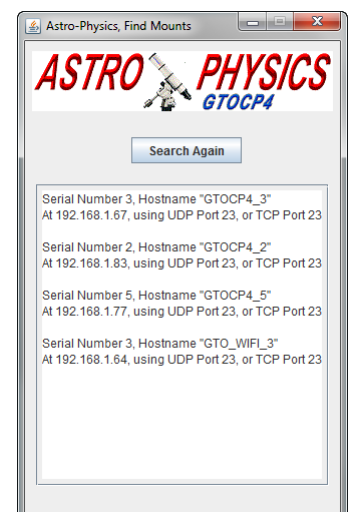 Astro-Physics, Find Mounts
ASTRO PHYSICS
GTOCP4
Search Again
Serial Number 3, Hostname "GTOCP4_3"
At 192.168.1.67, using UDP Port 23, or TCP Port 23
Serial Number 2, Hostname "GTOCP4_2"
At 192.168.1.83, using UDP Port 23, or TCP Port 23
Serial Number 5, Hostname "GTOCP4_5"
At 192.168.1.77, using UDP Port 23, or TCP Port 23
Serial Number 3, Hostname "GTO_WIFI_3"
At 192.168.1.64, using UDP Port 23, or TCP Port 23